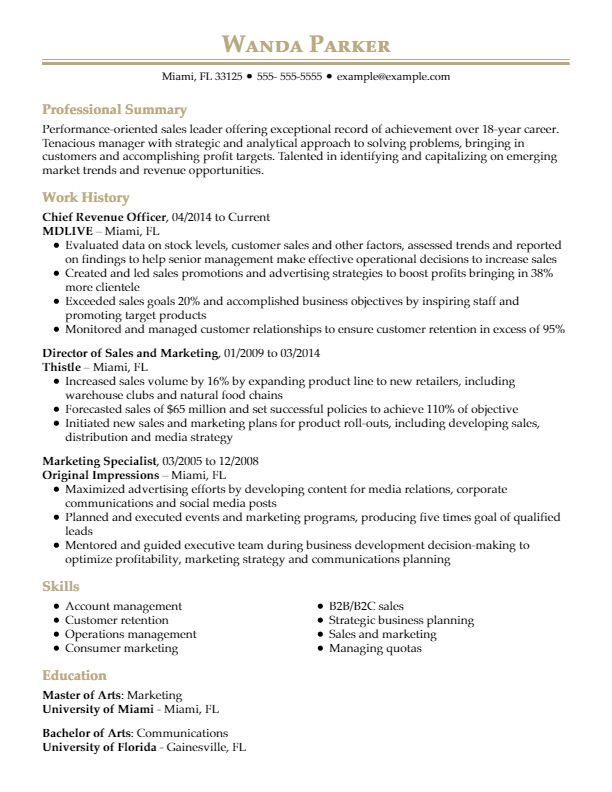 WANDA PARKER
Miami, FL 33125 ● 555- 555-5555 ● example@example.com
Professional Summary
Performance-oriented sales leader offering exceptional record of achievement over 18-year career.
Tenacious manager with strategic and analytical approach to solving problems, bringing in
customers and accomplishing profit targets. Talented in identifying and capitalizing on emerging
market trends and revenue opportunities.
Work History
Chief Revenue Officer, 04/2014 to Current
MDLIVE – Miami, FL
● Evaluated data on stock levels, customer sales and other factors, assessed trends and reported
on findings to help senior management make effective operational decisions to increase sales
● Created and led sales promotions and advertising strategies to boost profits bringing in 38%
more clientele
● Exceeded sales goals 20% and accomplished business objectives by inspiring staff and
promoting target products
● Monitored and managed customer relationships to ensure customer retention in excess of 95%
Director of Sales and Marketing, 01/2009 to 03/2014
Thistle – Miami, FL
● Increased sales volume by 16% by expanding product line to new retailers, including
warehouse clubs and natural food chains
● Forecasted sales of $65 million and set successful policies to achieve 110% of objective
● Initiated new sales and marketing plans for product roll-outs, including developing sales,
distribution and media strategy
Marketing Specialist, 03/2005 to 12/2008
Original Impressions – Miami, FL
● Maximized advertising efforts by developing content for media relations, corporate
communications and social media posts
● Planned and executed events and marketing programs, producing five times goal of qualified
leads
● Mentored and guided executive team during business development decision-making to
optimize profitability, marketing strategy and communications planning
Skills
● Account management
● Customer retention
● Operations management
● Consumer marketing
● B2B/B2C sales
● Strategic business planning
● Sales and marketing
● Managing quotas
Education
Master of Arts: Marketing
University of Miami - Miami, FL
Bachelor of Arts: Communications
University of Florida - Gainesville, FL